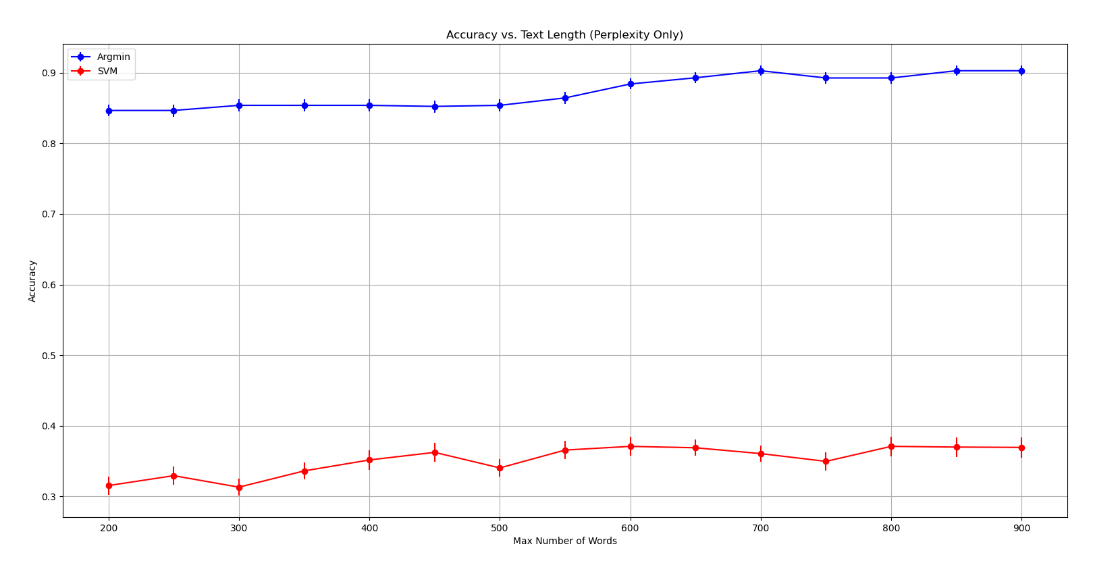 Accuracy vs. Text Length (Perplexity Only)
Argmin
SVM
0.9
0.8
0.7
0.6
0.5
0.4
0.3
Accuracy
200 300 400 500 600 700 800 900
Max Number of Words